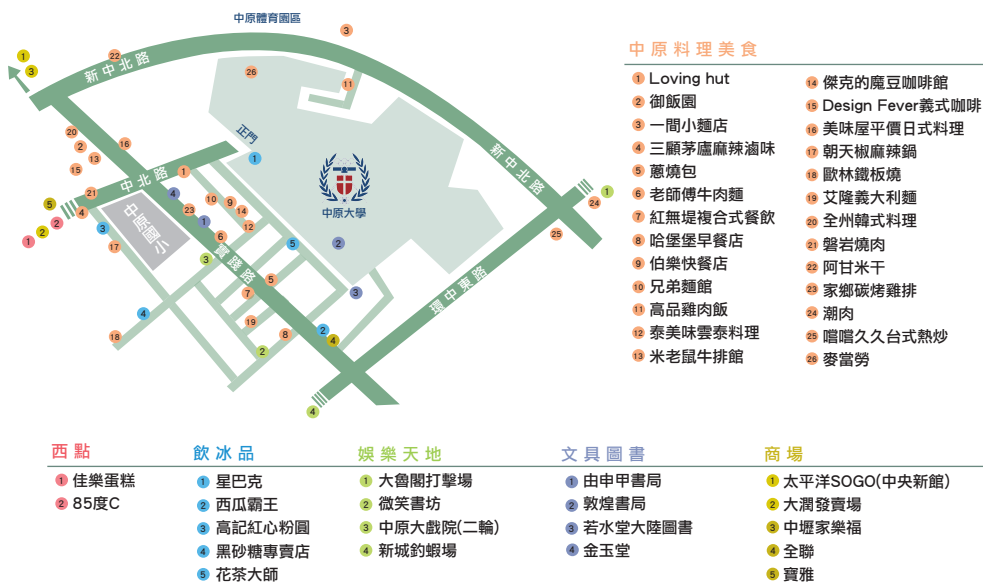 中原體育園區
新中北路
正門
中原大學
新中北路
中北路
中原國小
實踐路
環中東路
中原料理美食
1 Loving hut
2 御飯園
3 一間小麵店
4 三顧茅廬麻辣滷味
5 蔥燒包
6 老師傅牛肉麵
7 紅無堤複合式餐飲
8 哈堡堡早餐店
9 伯樂快餐店
10 兄弟麵館
11 高品雞肉飯
12 泰美味雲泰料理
13 米老鼠牛排館
14 傑克的魔豆咖啡館
15 Design Fever義式咖啡
16 美味屋平價日式料理
17 朝天椒麻辣鍋
18 歐林鐵板燒
19 艾隆義大利麵
20 全州韓式料理
21 磐岩燒肉
22 阿甘米干
23 家鄉碳烤雞排
24 潮肉
25 嚐嚐久久台式熱炒
26 麥當勞
西點
1 佳樂蛋糕
2 85度C
飲冰品
1 星巴克
2 西瓜霸王
3 高記紅心粉圓
4 黑砂糖專賣店
5 花茶大師
娛樂天地
1 大魯閣打擊場
2 微笑書坊
3 中原大戲院(二輪)
4 新城釣蝦場
文具圖書
1 由申甲書局
2 敦煌書局
3 若水堂大陸圖書
4 金玉堂
商場
1 太平洋SOGO(中央新館)
2 大潤發賣場
3 中壢家樂福
4 全聯
5 寶雅